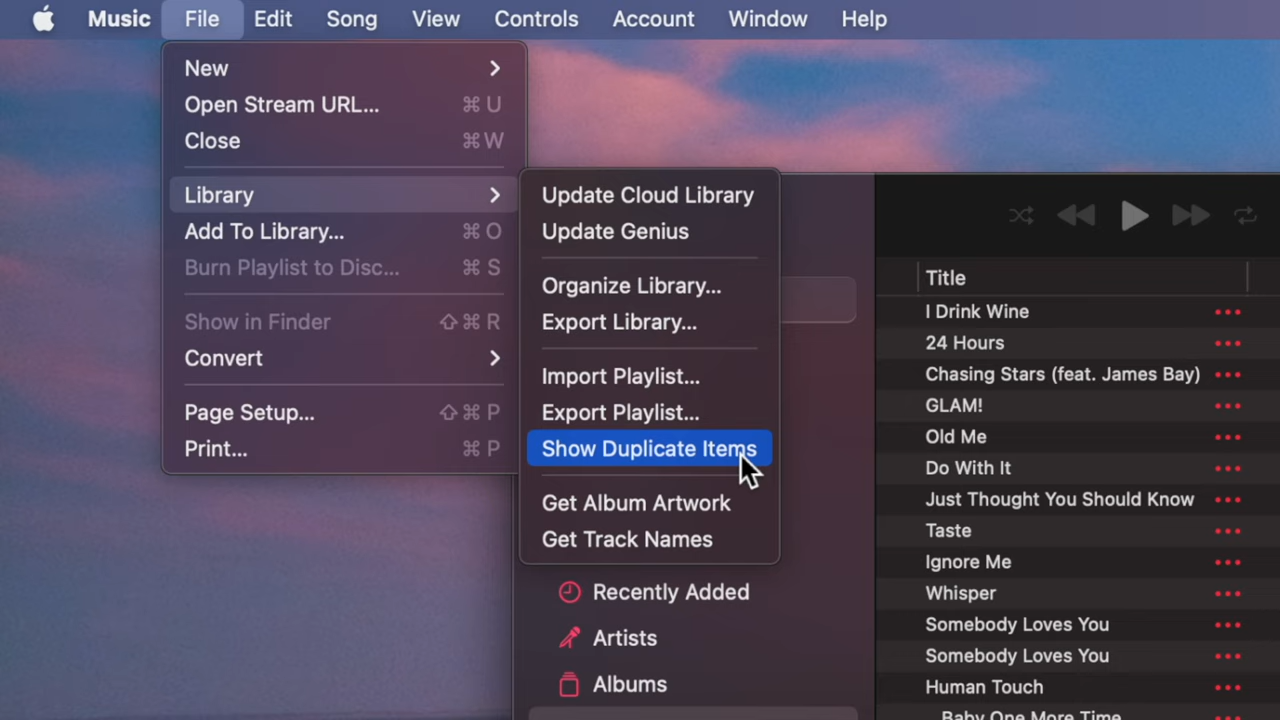 Music File Edit Song View Controls Account Window Help
New
Open Stream URL... ⌘ U
Close ⌘ W
Library
Add To Library... ⌘ O
Burn Playlist to Disc... ⌘ S
Show in Finder ⇧ ⌘ R
Convert
Page Setup... ⇧ ⌘ P
Print... ⌘ P
Update Cloud Library
Update Genius
Organize Library...
Export Library...
Import Playlist...
Export Playlist...
Show Duplicate Items
Get Album Artwork
Get Track Names
Recently Added
Artists
Albums
Title
I Drink Wine
24 Hours
Chasing Stars (feat. James Bay)
GLAM!
Old Me
Do With It
Just Thought You Should Know
Taste
Ignore Me
Whisper
Somebody Loves You
Somebody Loves You
Human Touch
Baby One More Time